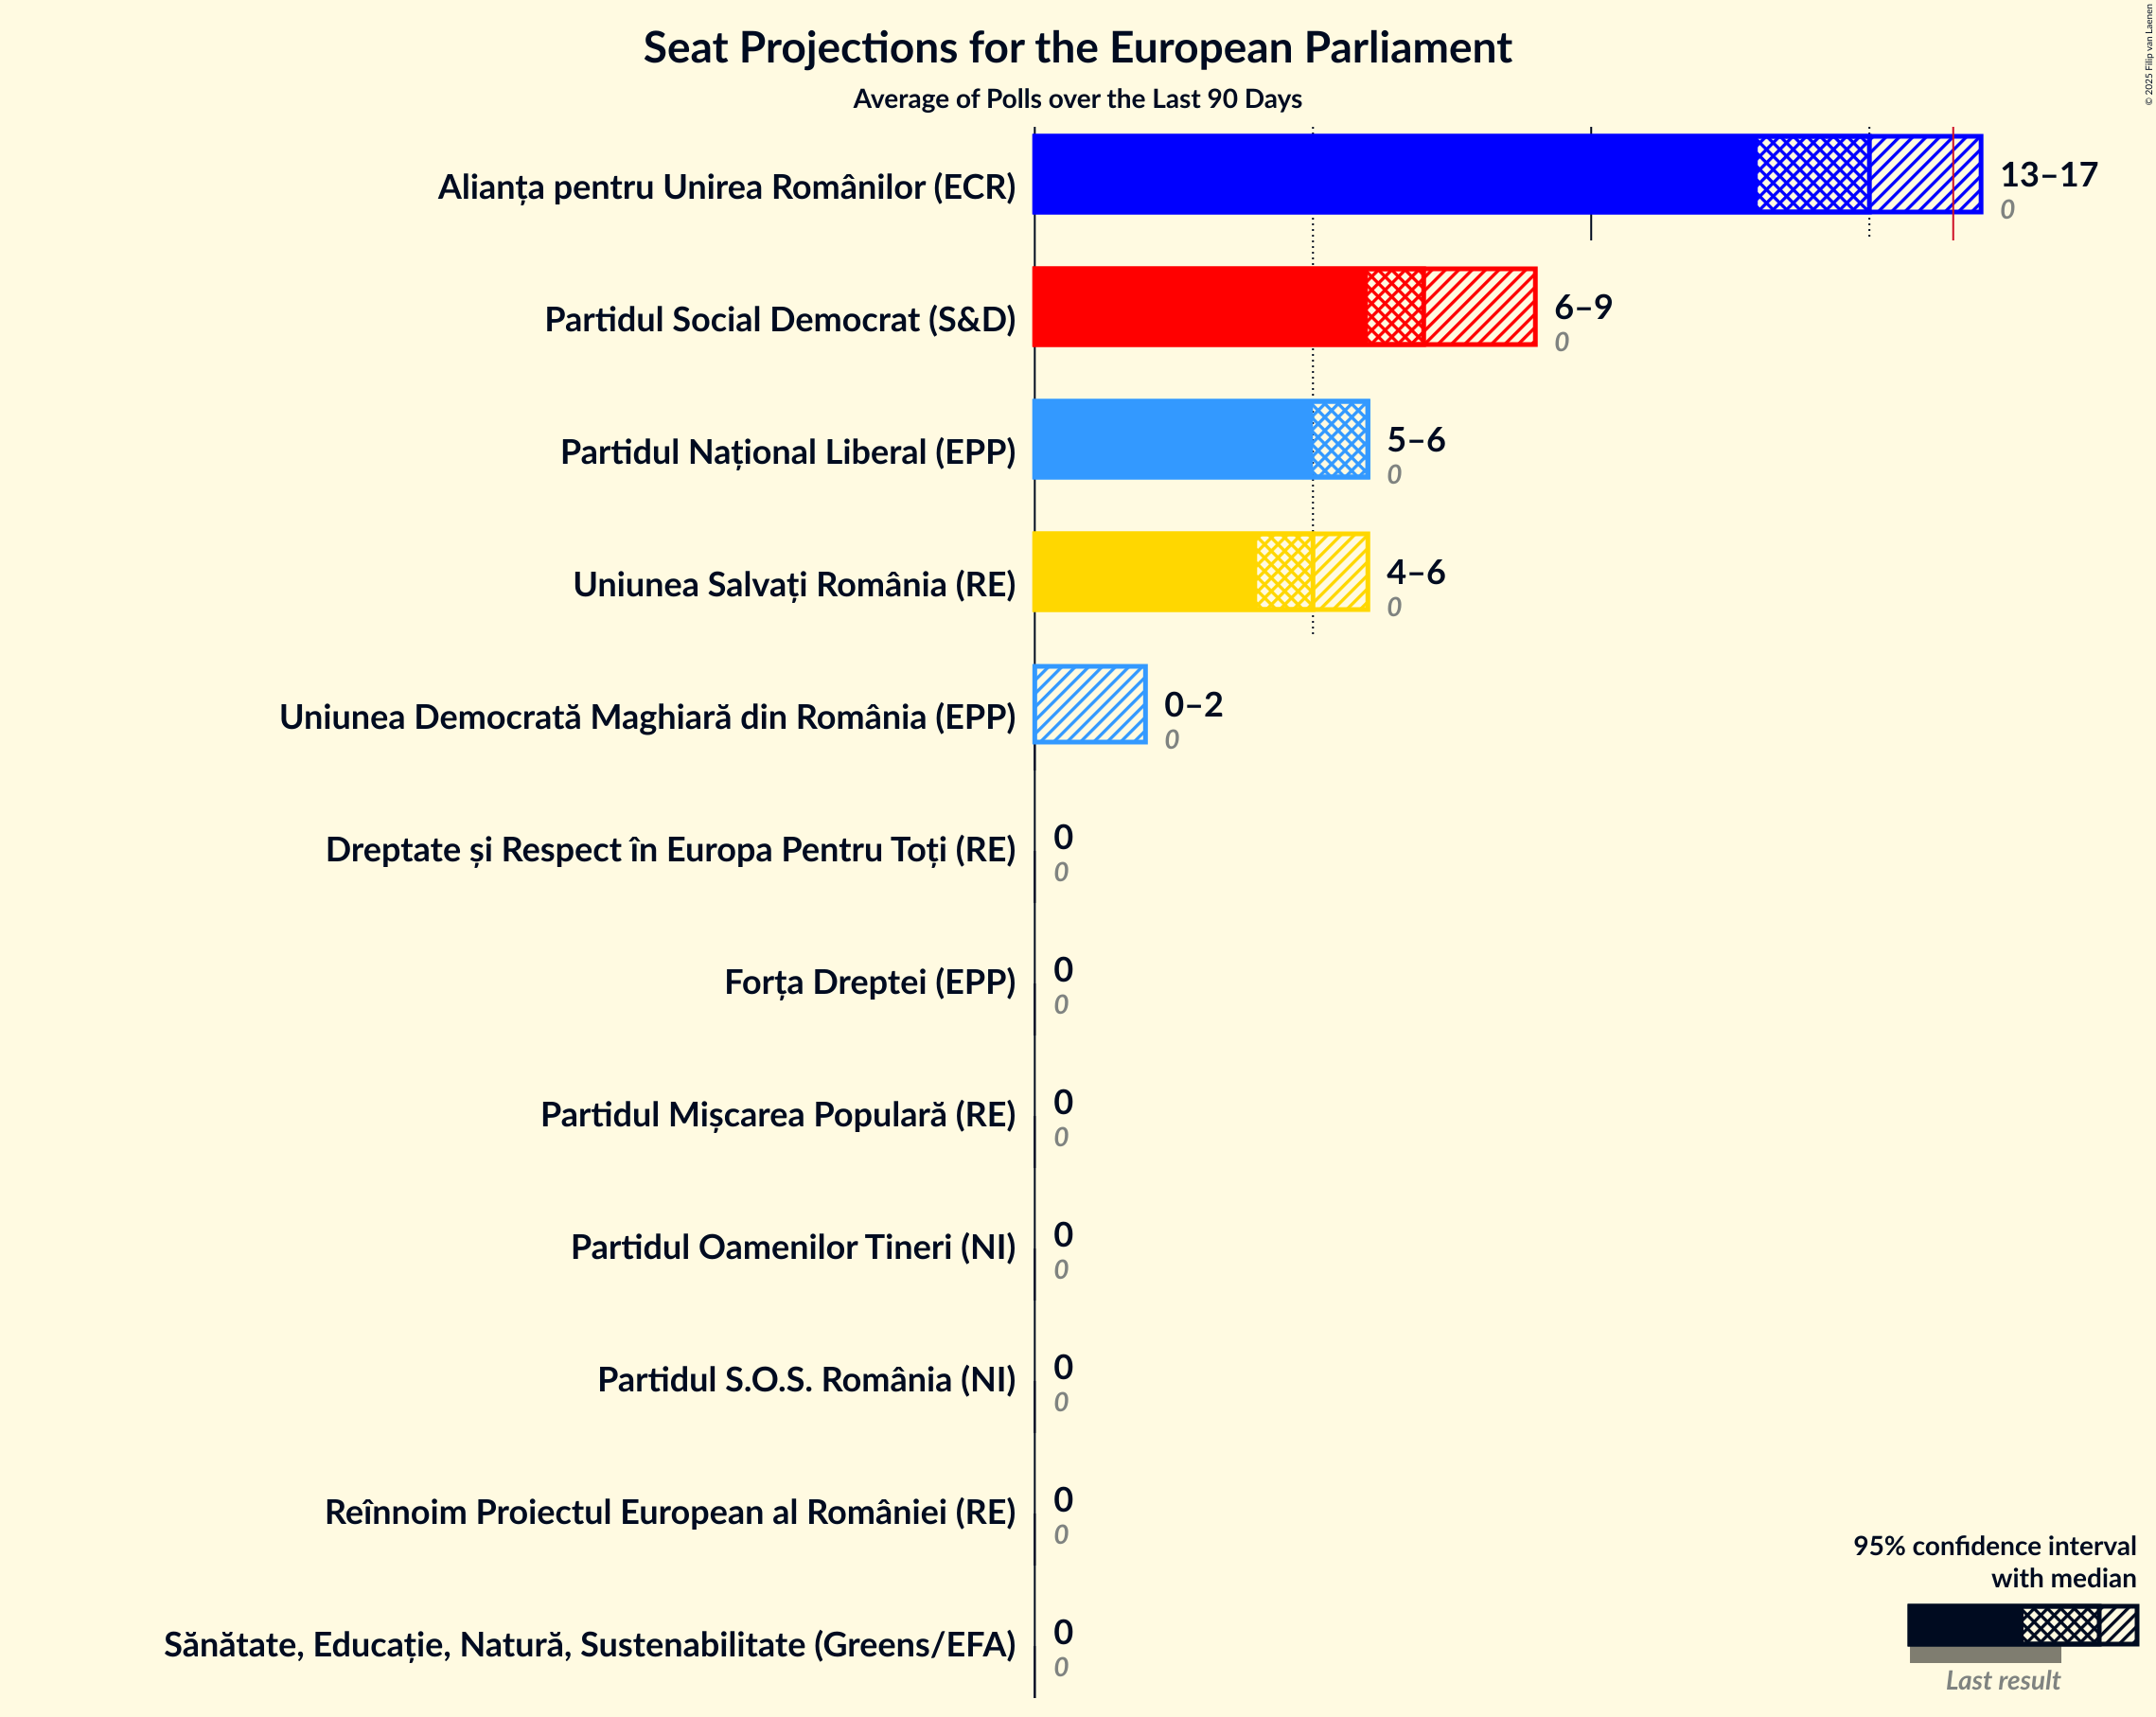 Seat Projections for the European Parliament
Average of Polls over the Last 90 Days
© 2025 Filip van Laenen
Alianța pentru Unirea Românilor (ECR)
13–17
0
Partidul Social Democrat (S&D)
6–9
0
Partidul Național Liberal (EPP)
5–6
0
Uniunea Salvați România (RE)
4–6
0
Uniunea Democrată Maghiară din România (EPP)
0–2
0
Dreptate și Respect în Europa Pentru Toți (RE)
0
0
Forța Dreptei (EPP)
0
0
Partidul Mișcarea Populară (RE)
0
0
Partidul Oamenilor Tineri (NI)
0
0
Partidul S.O.S. România (NI)
0
0
Reînnoim Proiectul European al României (RE)
0
0
Sănătate, Educație, Natură, Sustenabilitate (Greens/EFA)
0
0
95% confidence interval
with median
Last result